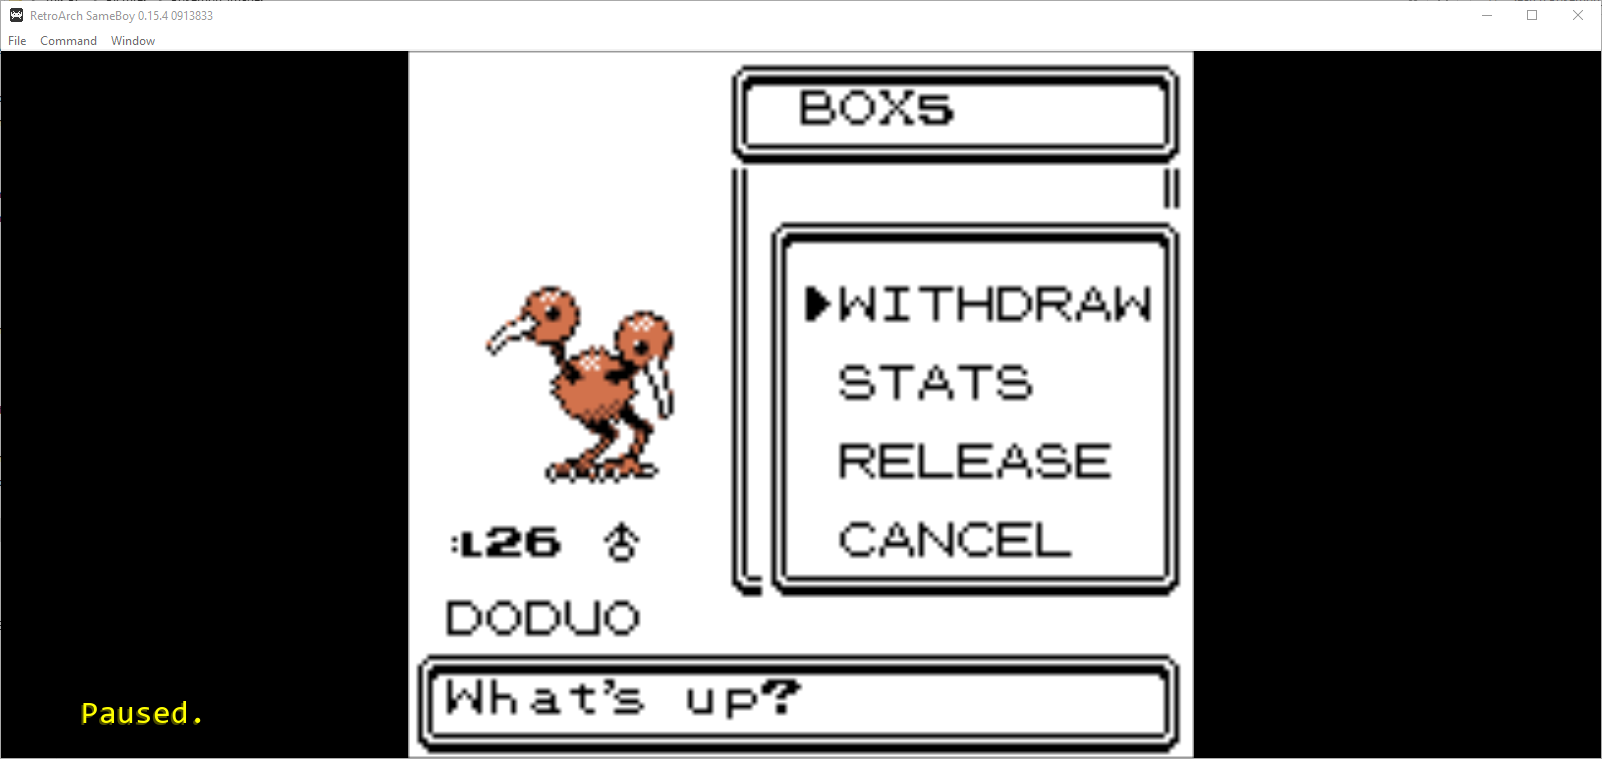 RetroArch SameBoy 0.15.4 0913833
File Command Window
BOX5
WITHDRAW
STATS
RELEASE
CANCEL
:L26 ♂
DODUO
What's up?
Paused.